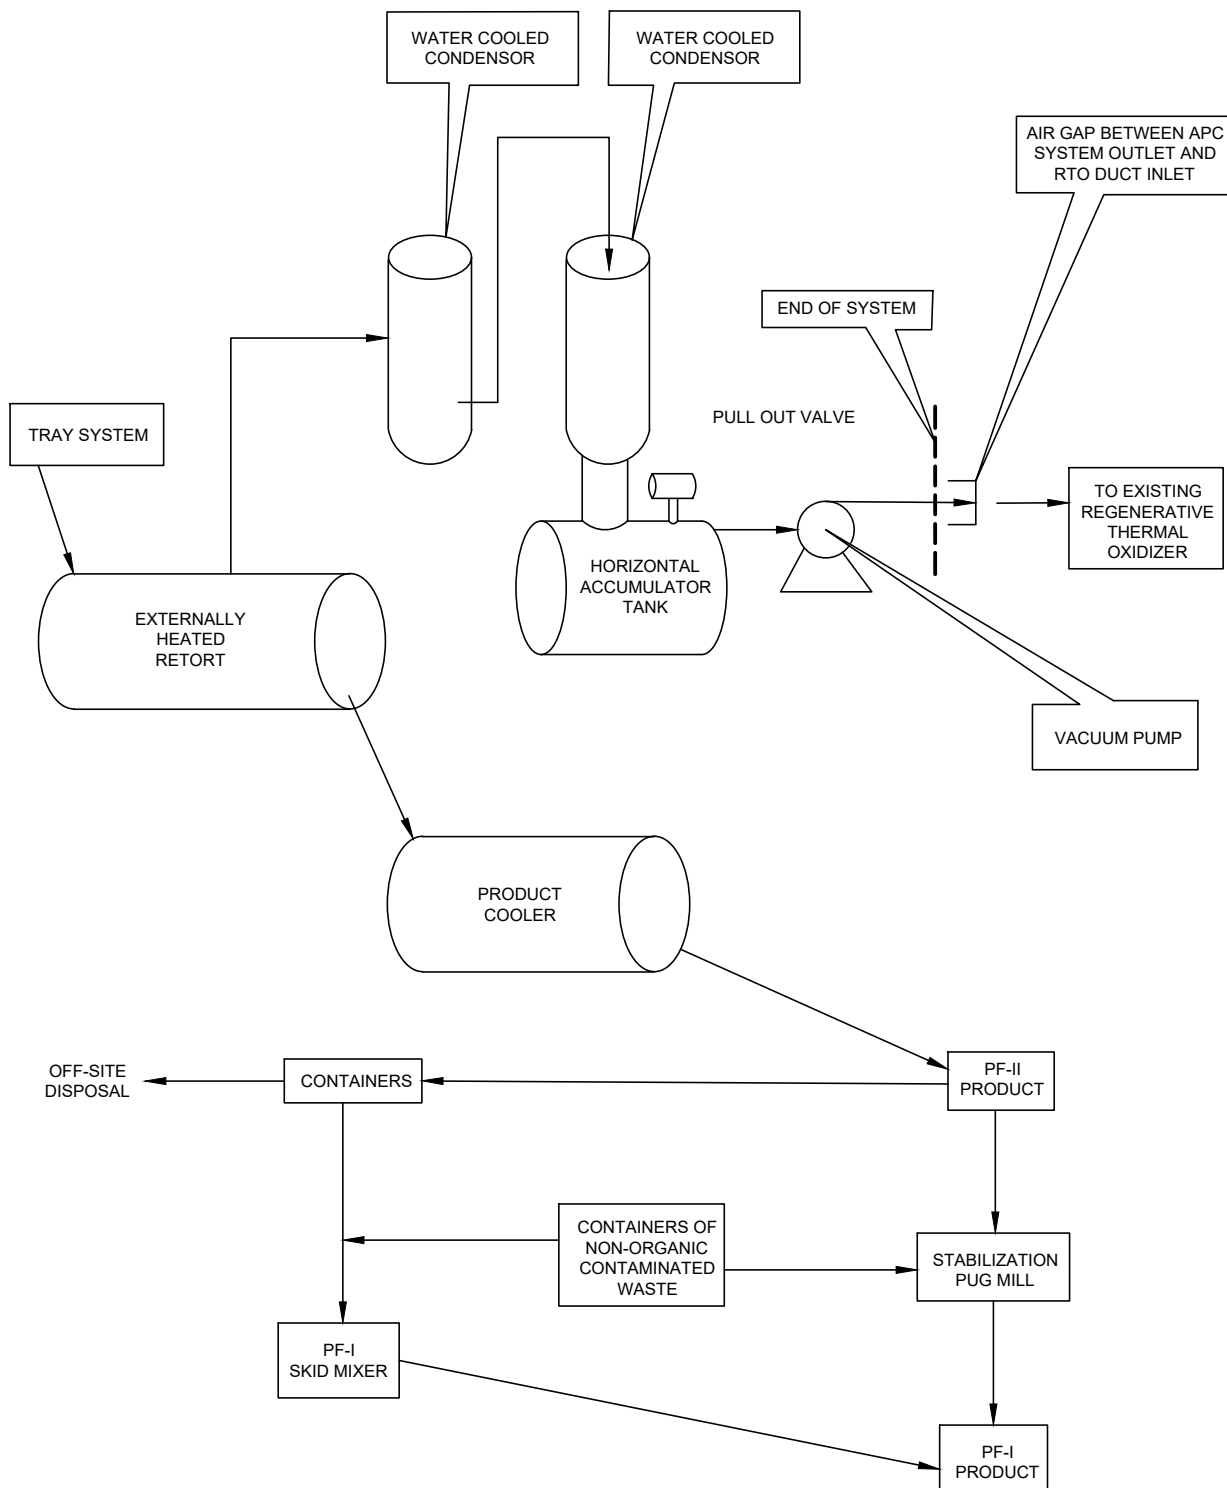 WATER COOLED
CONDENSOR
WATER COOLED
CONDENSOR
AIR GAP BETWEEN APC
SYSTEM OUTLET AND
RTO DUCT INLET
END OF SYSTEM
PULL OUT VALVE
TRAY SYSTEM
TO EXISTING
REGENERATIVE
THERMAL
OXIDIZER
HORIZONTAL
ACCUMULATOR
TANK
EXTERNALLY
HEATED
RETORT
VACUUM PUMP
PRODUCT
COOLER
OFF-SITE
DISPOSAL
CONTAINERS
PF-II
PRODUCT
CONTAINERS OF
NON-ORGANIC
CONTAMINATED
WASTE
STABILIZATION
PUG MILL
PF-I
SKID MIXER
PF-I
PRODUCT